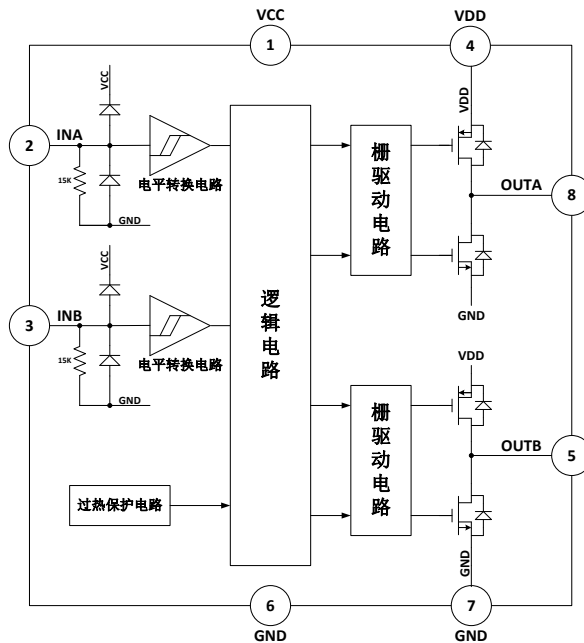 VCC
VDD
1
4
VCC
VDD
2
INA
15K
GND
电平转换电路
栅驱动电路
OUTA
8
GND
VCC
3
INB
15K
GND
电平转换电路
逻辑电路
VDD
栅驱动电路
OUTB
5
过热保护电路
GND
6
7
GND
GND